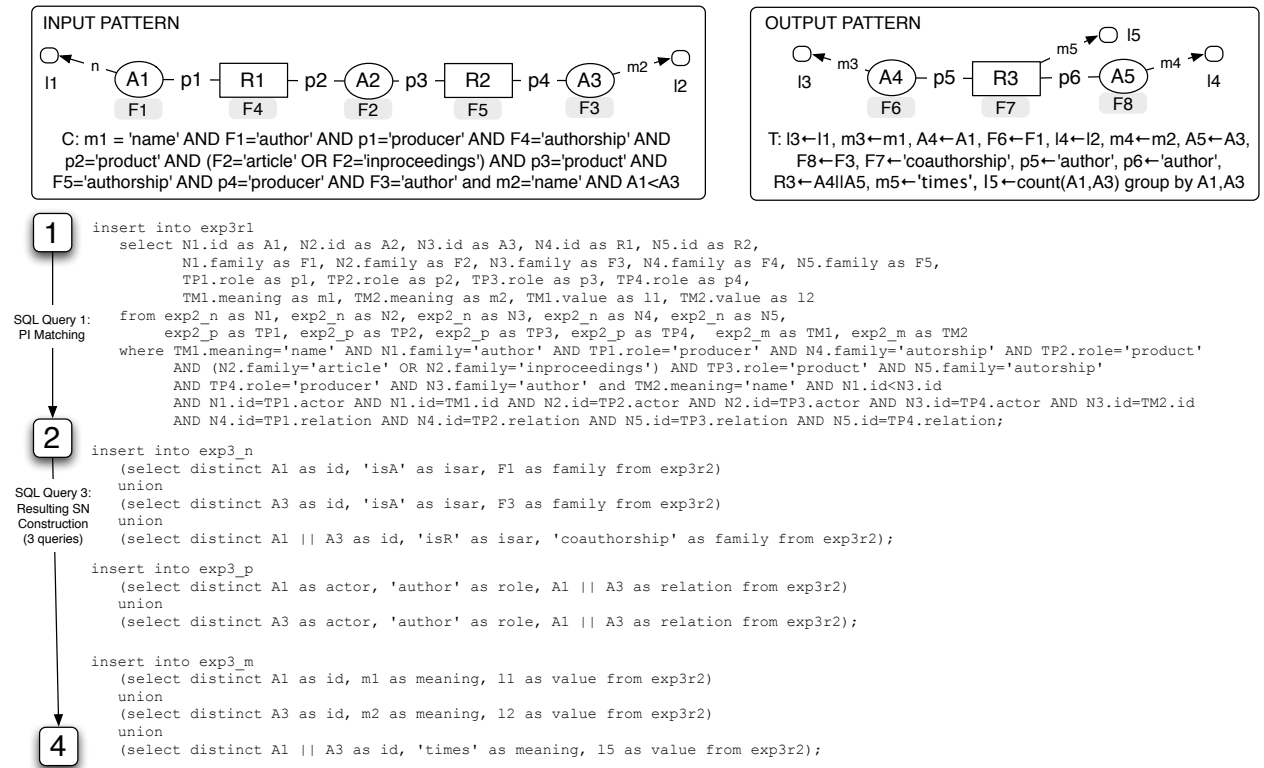 INPUT PATTERN
l1
n
A1
p1
R1
p2
A2
p3
R2
p4
A3
m2
l2
F1
F4
F2
F5
F3
C: m1 = 'name' AND F1='author' AND p1='producer' AND F4='authorship' AND
p2='product' AND (F2='article' OR F2='inproceedings') AND p3='product' AND
F5='authorship' AND p4='producer' AND F3='author' and m2='name' AND A1<A3
OUTPUT PATTERN
l3
m3
A4
p5
R3
m5
l5
p6
A5
m4
l4
F6
F7
F8
T: l3←l1, m3←m1, A4←A1, F6←F1, l4←l2, m4←m2, A5←A3,
F8←F3, F7←'coauthorship', p5←'author', p6←'author',
R3←A4||A5, m5←'times', l5←count(A1,A3) group by A1,A3
1
insert into exp3r1
select N1.id as A1, N2.id as A2, N3.id as A3, N4.id as R1, N5.id as R2,
N1.family as F1, N2.family as F2, N3.family as F3, N4.family as F4, N5.family as F5,
TP1.role as p1, TP2.role as p2, TP3.role as p3, TP4.role as p4,
TM1.meaning as m1, TM2.meaning as m2, TM1.value as l1, TM2.value as l2
from exp2_n as N1, exp2_n as N2, exp2_n as N3, exp2_n as N4, exp2_n as N5,
exp2_p as TP1, exp2_p as TP2, exp2_p as TP3, exp2_p as TP4, exp2_m as TM1, exp2_m as TM2
where TM1.meaning='name' AND N1.family='author' AND TP1.role='producer' AND N4.family='autorship' AND TP2.role='product'
AND (N2.family='article' OR N2.family='inproceedings') AND TP3.role='product' AND N5.family='autorship'
AND TP4.role='producer' AND N3.family='author' and TM2.meaning='name' AND N1.id<N3.id
AND N1.id=TP1.actor AND N1.id=TM1.id AND N2.id=TP2.actor AND N2.id=TP3.actor AND N3.id=TP4.actor AND N3.id=TM2.id
AND N4.id=TP1.relation AND N4.id=TP2.relation AND N5.id=TP3.relation AND N5.id=TP4.relation;
SQL Query 1:
PI Matching
2
insert into exp3_n
(select distinct A1 as id, 'isA' as isar, F1 as family from exp3r2)
union
(select distinct A3 as id, 'isA' as isar, F3 as family from exp3r2)
union
(select distinct A1 || A3 as id, 'isR' as isar, 'coauthorship' as family from exp3r2);
SQL Query 3:
Resulting SN
Construction
(3 queries)
insert into exp3_p
(select distinct A1 as actor, 'author' as role, A1 || A3 as relation from exp3r2)
union
(select distinct A3 as actor, 'author' as role, A1 || A3 as relation from exp3r2);
insert into exp3_m
(select distinct A1 as id, m1 as meaning, l1 as value from exp3r2)
union
(select distinct A3 as id, m2 as meaning, l2 as value from exp3r2)
union
(select distinct A1 || A3 as id, 'times' as meaning, l5 as value from exp3r2);
4